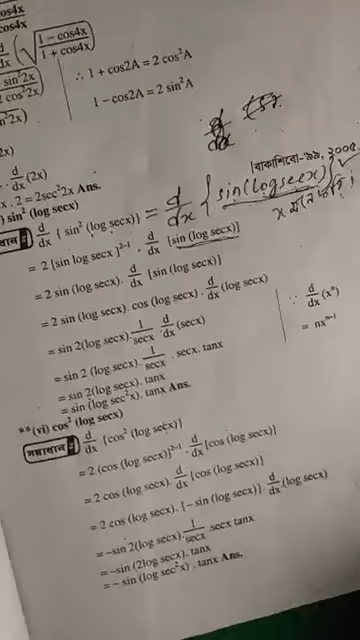 cos4x
cos4x
d/dx (√(1 − cos4x / 1 + cos4x))
sin²2x / 2 cos²2x)
∴ 1 + cos2A = 2 cos²A
1 − cos2A = 2 sin²A
n²2x)
2x)
d/dx (2x)
x . 2 = 2sec²2x Ans.
[বাকাশিবো-৯৯, ২০০৫
) sin² (log secx)
d/dx [ sin² (log secx)] = d/dx { sin(logsecx)}
= 2 [sin log secx ]²⁻¹ . d/dx [sin (log secx)]
= 2 sin (log secx). d/dx [sin (log secx)]
= 2 sin (log secx). cos (log secx) . d/dx (log secx)
= sin 2(log secx) . 1/secx . d/dx (secx)
∵ d/dx (xⁿ)
= nxⁿ⁻¹
= sin 2 (log secx) . 1/secx . secx. tanx
= sin 2(log secx). tanx
= sin (log sec²x). tanx Ans.
**(vi) cos² (log secx)
সমাধান d/dx [cos² (log secx)]
= 2 (cos (log secx)]²⁻¹ . d/dx [cos (log secx)]
= 2 cos (log secx). d/dx [cos (log secx)]
= 2 cos (log secx). [− sin (log secx)] . d/dx (log secx)
= −sin 2(log secx) . 1/secx . secx tanx
= −sin (2log secx). tanx
= − sin (log sec²x) . tanx Ans.